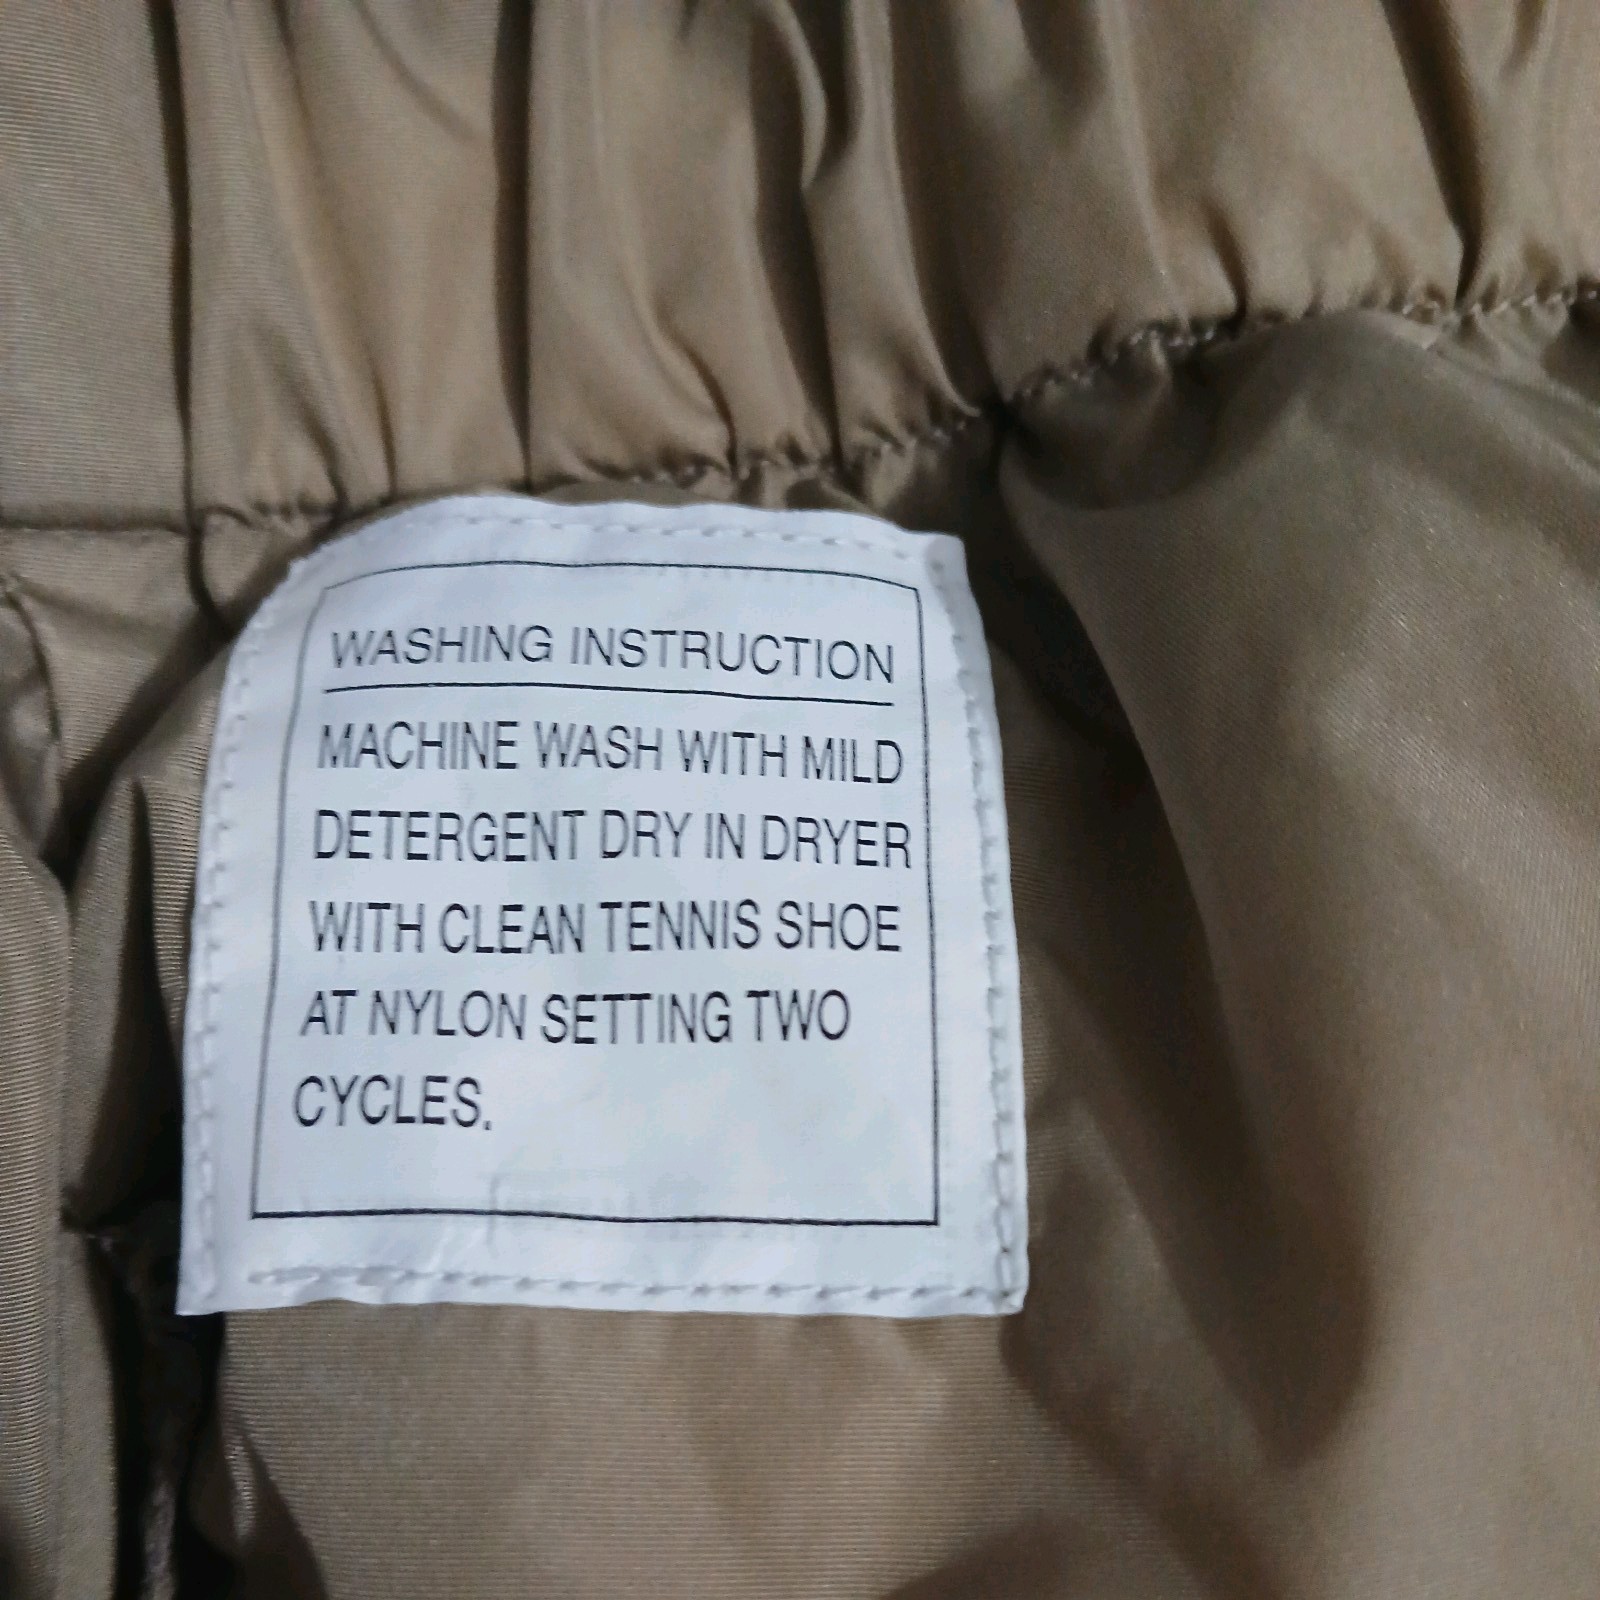 WASHING INSTRUCTION
MACHINE WASH WITH MILD
DETERGENT DRY IN DRYER
WITH CLEAN TENNIS SHOE
AT NYLON SETTING TWO
CYCLES.